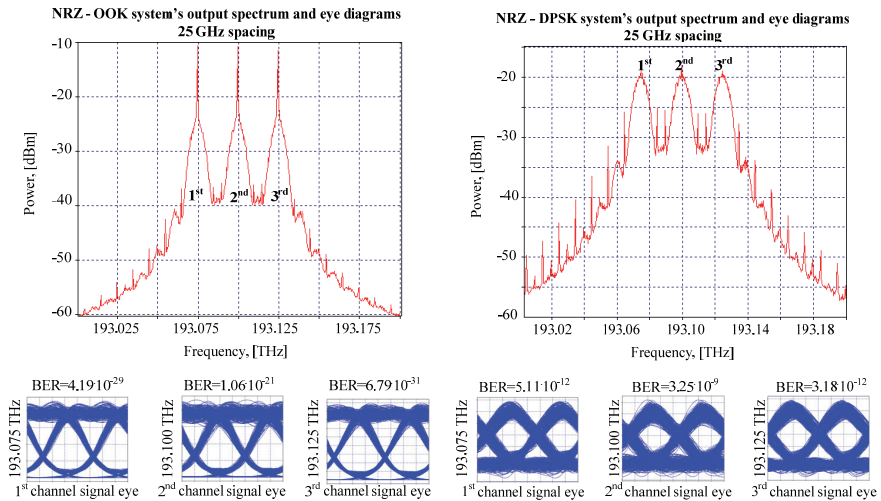 NRZ - OOK system's output spectrum and eye diagrams
25 GHz spacing
-10
-20
-30
-40
-50
-60
Power, [dBm]
1st
2nd
3rd
193.025
193.075
193.125
193.175
Frequency, [THz]
NRZ - DPSK system's output spectrum and eye diagrams
25 GHz spacing
-20
-30
-40
-50
-60
Power, [dBm]
1st
2nd
3rd
193.02
193.06
193.10
193.14
193.18
Frequency, [THz]
BER=4.19·10-29
193.075 THz
1st channel signal eye
BER=1.06·10-21
193.100 THz
2nd channel signal eye
BER=6.79·10-31
193.125 THz
3rd channel signal eye
BER=5.11·10-12
193.075 THz
1st channel signal eye
BER=3.25·10-9
193.100 THz
2nd channel signal eye
BER=3.18·10-12
193.125 THz
3rd channel signal eye